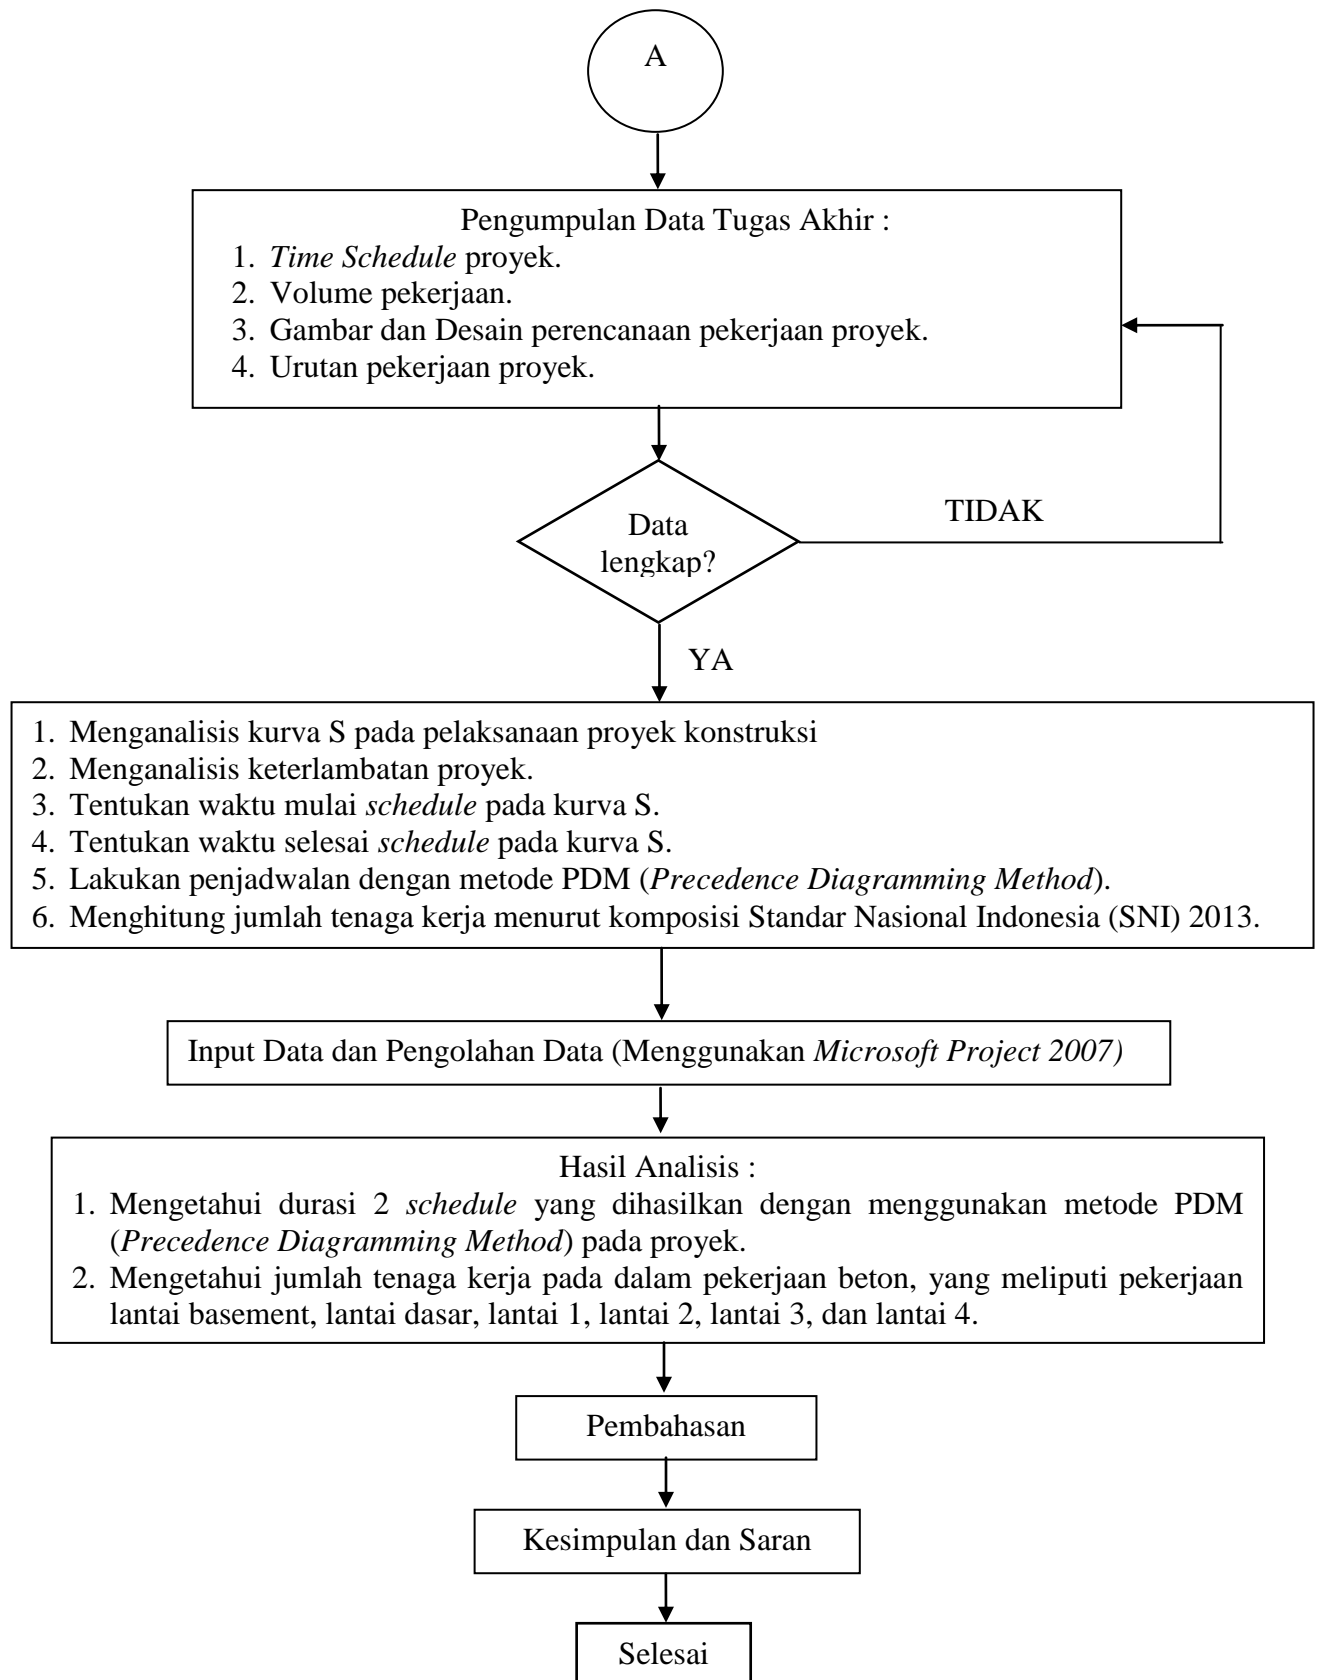 A
Pengumpulan Data Tugas Akhir :
1. Time Schedule proyek.
2. Volume pekerjaan.
3. Gambar dan Desain perencanaan pekerjaan proyek.
4. Urutan pekerjaan proyek.
Data
lengkap?
TIDAK
YA
1. Menganalisis kurva S pada pelaksanaan proyek konstruksi
2. Menganalisis keterlambatan proyek.
3. Tentukan waktu mulai schedule pada kurva S.
4. Tentukan waktu selesai schedule pada kurva S.
5. Lakukan penjadwalan dengan metode PDM (Precedence Diagramming Method).
6. Menghitung jumlah tenaga kerja menurut komposisi Standar Nasional Indonesia (SNI) 2013.
Input Data dan Pengolahan Data (Menggunakan Microsoft Project 2007)
Hasil Analisis :
1. Mengetahui durasi 2 schedule yang dihasilkan dengan menggunakan metode PDM
(Precedence Diagramming Method) pada proyek.
2. Mengetahui jumlah tenaga kerja pada dalam pekerjaan beton, yang meliputi pekerjaan
lantai basement, lantai dasar, lantai 1, lantai 2, lantai 3, dan lantai 4.
Pembahasan
Kesimpulan dan Saran
Selesai